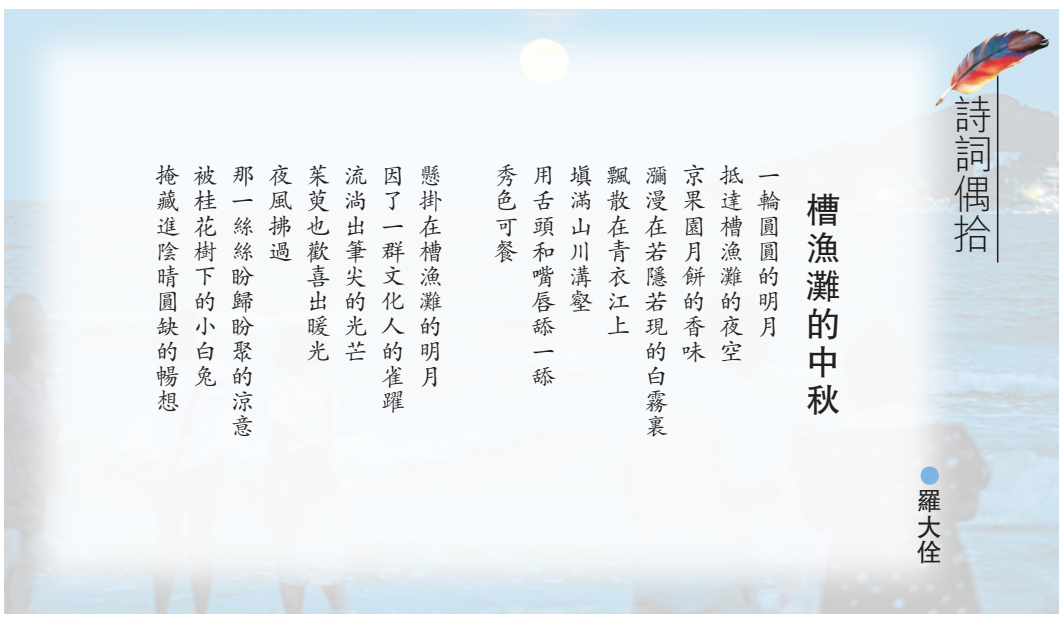 詩詞偶拾
槽漁灘的中秋
●羅大佺
一輪圓圓的明月
抵達槽漁灘的夜空
京果園月餅的香味
瀰漫在若隱若現的白霧裏
飄散在青衣江上
填滿山川溝壑
用舌頭和嘴唇舔一舔
秀色可餐
懸掛在槽漁灘的明月
因了一群文化人的雀躍
流淌出筆尖的光芒
茱萸也歡喜出暖光
夜風拂過
那一絲絲盼歸盼聚的涼意
被桂花樹下的小白兔
掩藏進陰晴圓缺的暢想